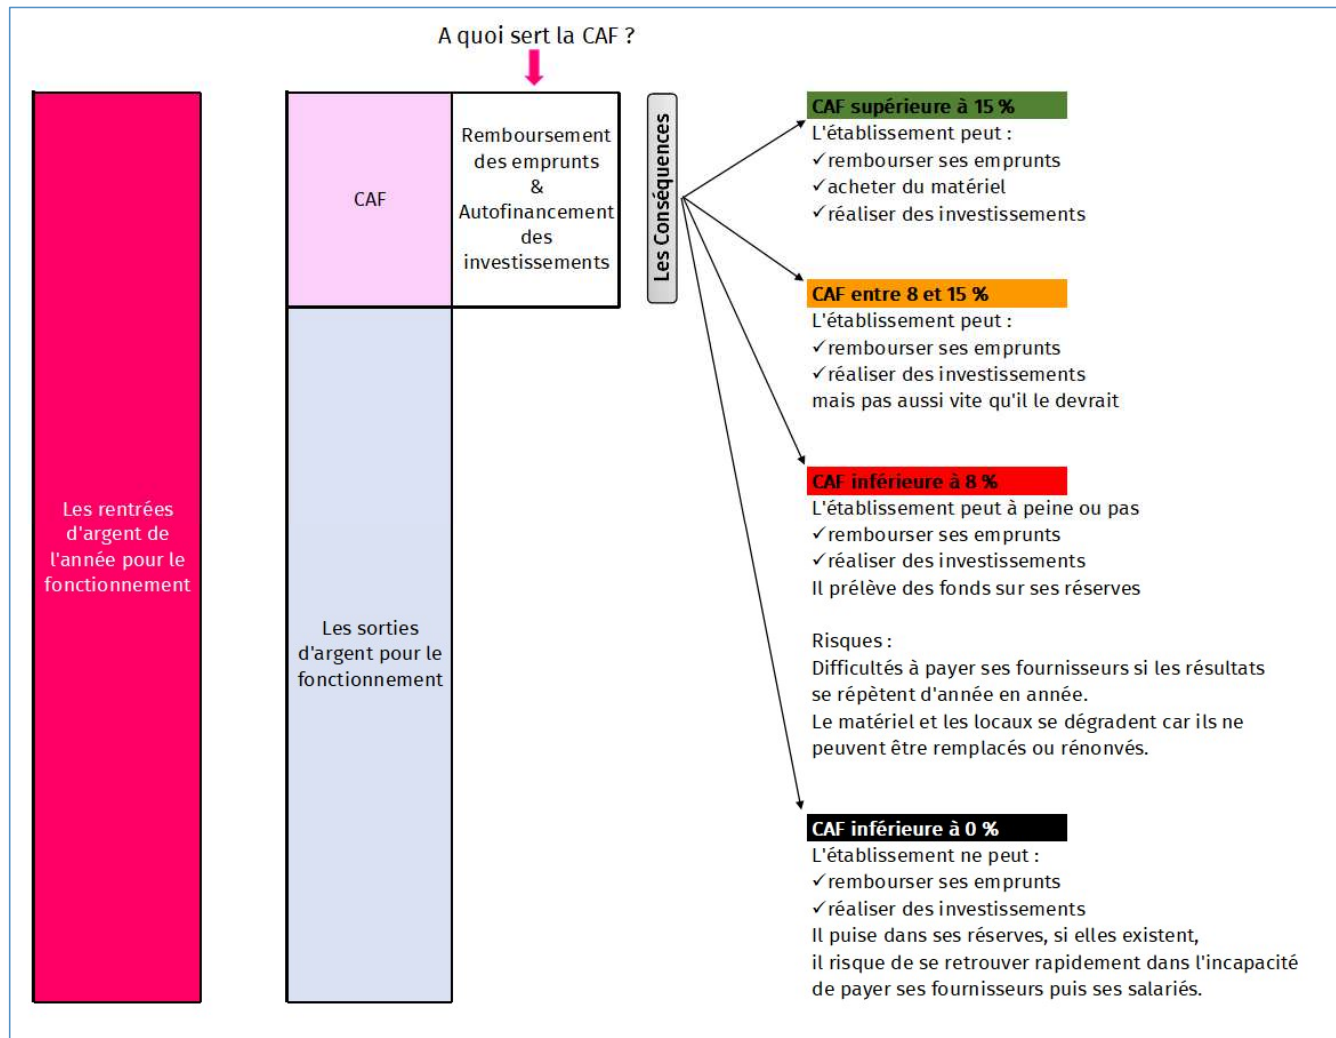 A quoi sert la CAF ?
Les rentrées
d'argent de
l'année pour le
fonctionnement
CAF
Remboursement
des emprunts
&
Autofinancement
des
investissements
Les sorties
d'argent pour le
fonctionnement
Les Conséquences
CAF supérieure à 15 %
L'établissement peut :
✓rembourser ses emprunts
✓acheter du matériel
✓réaliser des investissements
CAF entre 8 et 15 %
L'établissement peut :
✓rembourser ses emprunts
✓réaliser des investissements
mais pas aussi vite qu'il le devrait
CAF inférieure à 8 %
L'établissement peut à peine ou pas
✓rembourser ses emprunts
✓réaliser des investissements
Il prélève des fonds sur ses réserves
Risques :
Difficultés à payer ses fournisseurs si les résultats
se répètent d'année en année.
Le matériel et les locaux se dégradent car ils ne
peuvent être remplacés ou rénonvés.
CAF inférieure à 0 %
L'établissement ne peut :
✓rembourser ses emprunts
✓réaliser des investissements
Il puise dans ses réserves, si elles existent,
il risque de se retrouver rapidement dans l'incapacité
de payer ses fournisseurs puis ses salariés.